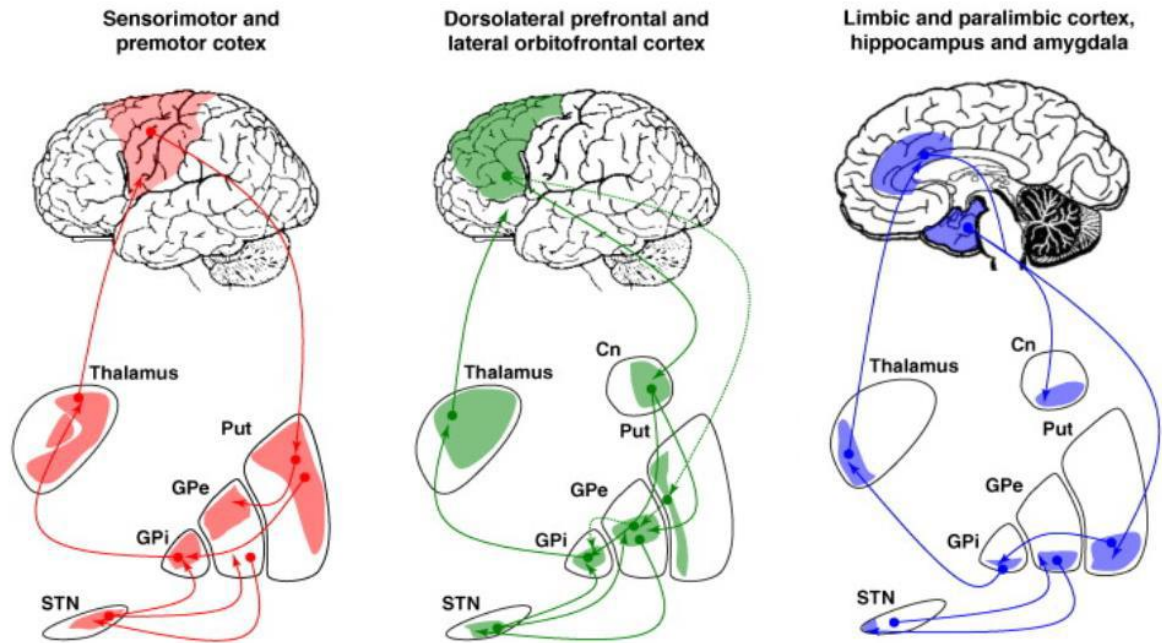 Sensorimotor and
premotor cotex
Thalamus
Put
GPe
GPi
STN
Dorsolateral prefrontal and
lateral orbitofrontal cortex
Cn
Thalamus
Put
GPe
GPi
STN
Limbic and paralimbic cortex,
hippocampus and amygdala
Cn
Thalamus
Put
GPe
GPi
STN